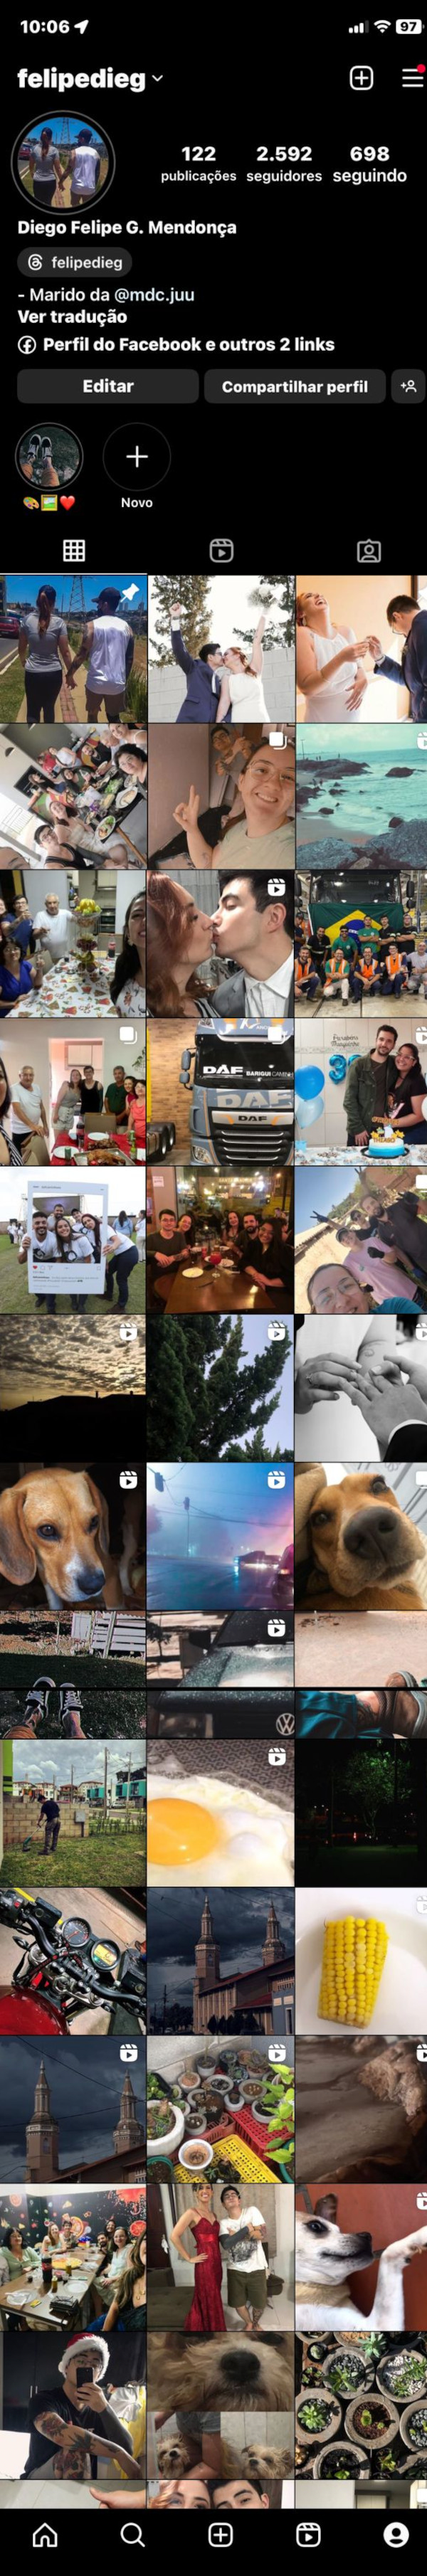 10:06
97
felipedieg
122
2.592
698
publicações
seguidores
seguindo
Diego Felipe G. Mendonça
felipedieg
- Marido da @mdc.juu
Ver tradução
Perfil do Facebook e outros 2 links
Editar
Compartilhar perfil
Novo
DAF
BARIGUI
DAF
DAF